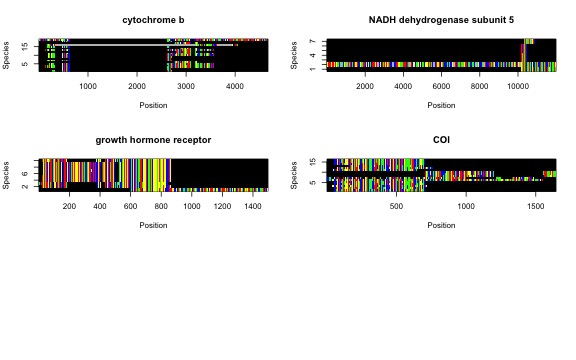 cytochrome b
Species
5 15
1000 2000 3000 4000
Position
NADH dehydrogenase subunit 5
Species
1 4 7
2000 4000 6000 8000 10000
Position
growth hormone receptor
Species
2 6
200 400 600 800 1000 1200 1400
Position
COI
Species
5 15
500 1000 1500
Position